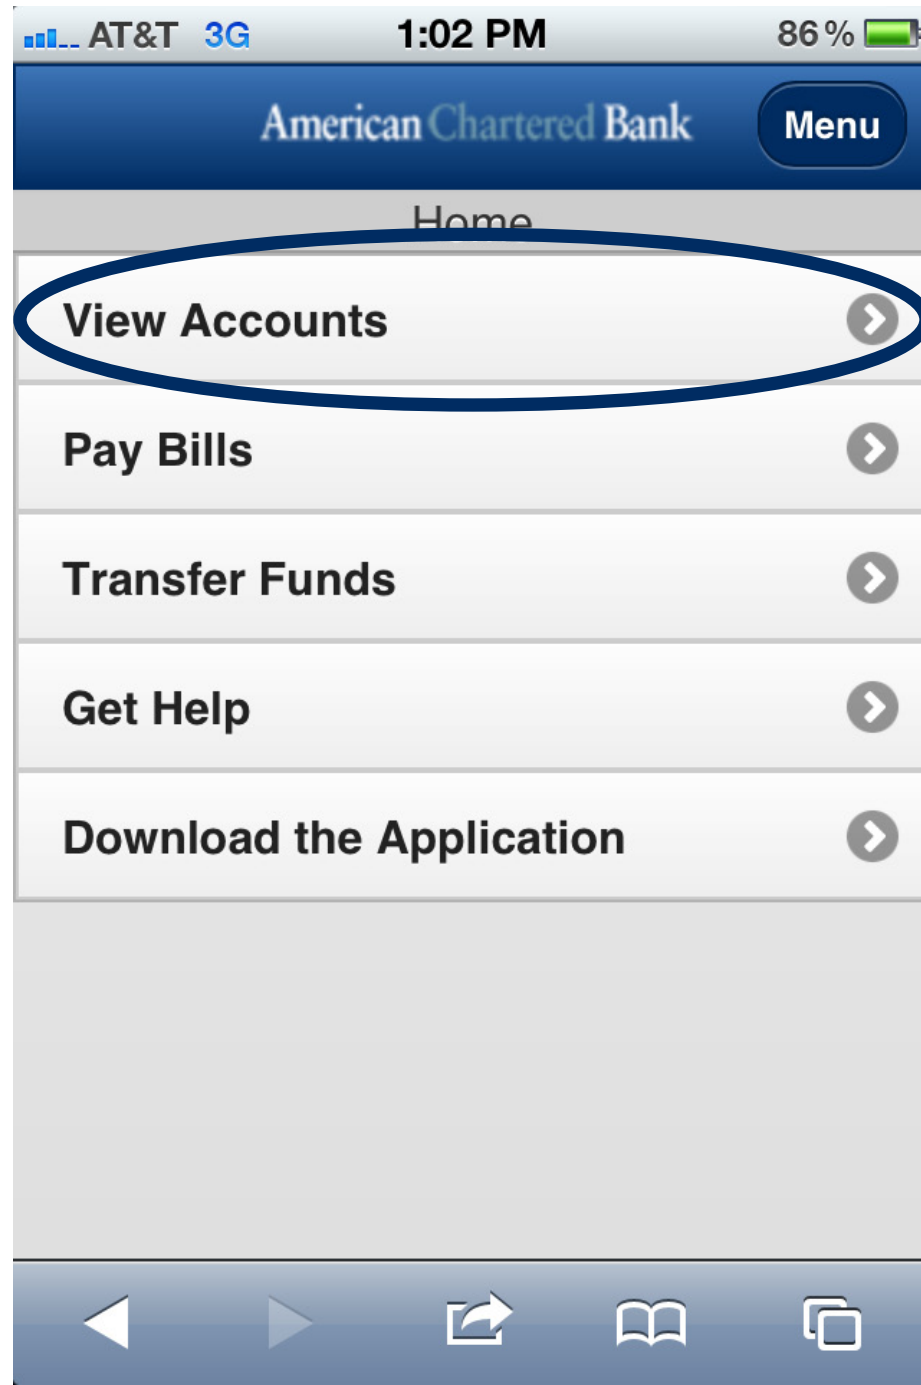 AT&T 3G 1:02 PM 86%
American Chartered Bank Menu
Home
View Accounts
Pay Bills
Transfer Funds
Get Help
Download the Application